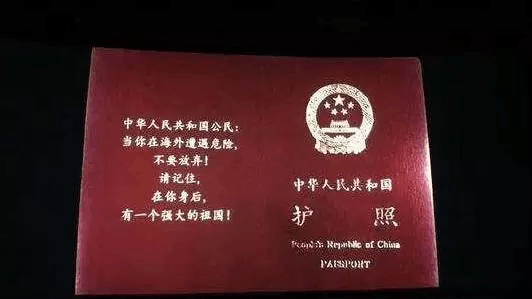 中华人民共和国公民：
当你在海外遭遇危险，
不要放弃！
请记住，
在你身后，
有一个强大的祖国！
中华人民共和国
护 照
People's Republic of China
PASSPORT